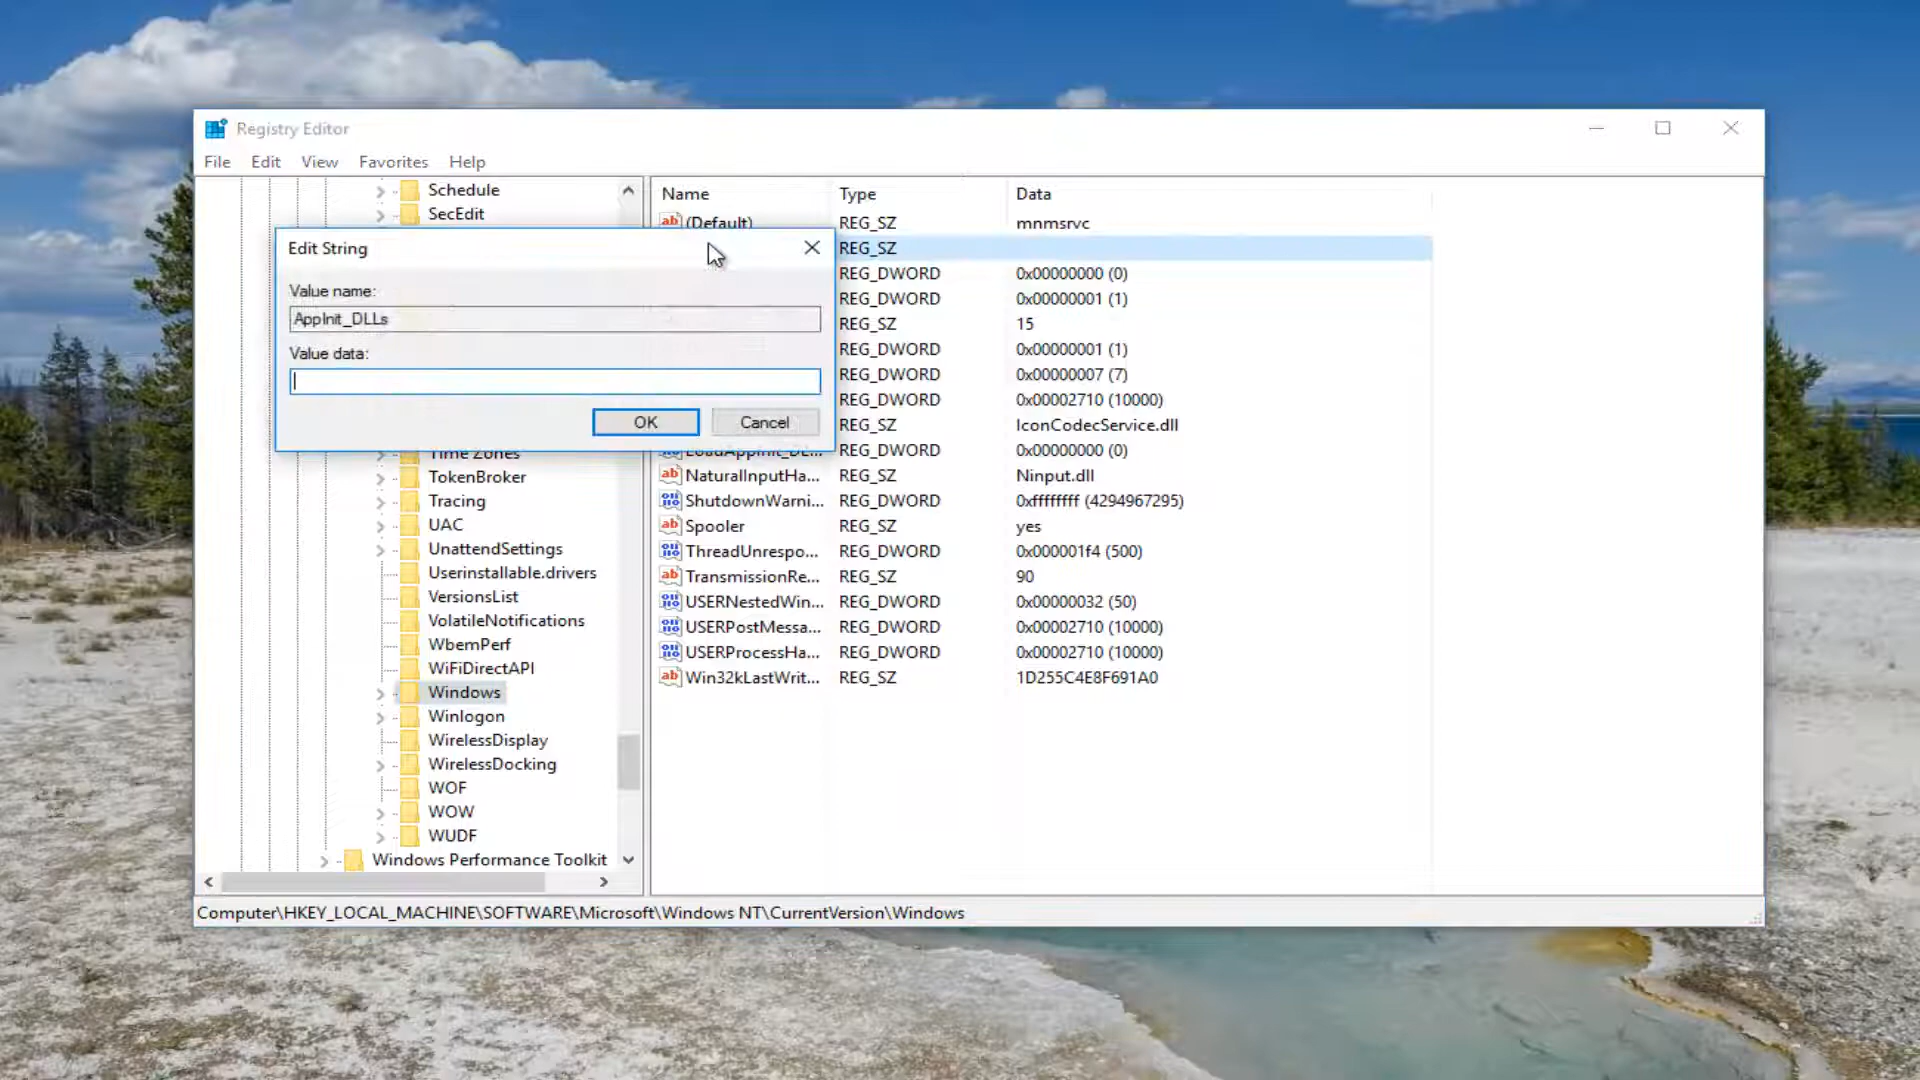 Registry Editor
File Edit View Favorites Help
Schedule
SecEdit
Name Type Data
(Default) REG_SZ mnmsrvc
REG_SZ
REG_DWORD 0x00000000 (0)
REG_DWORD 0x00000001 (1)
REG_SZ 15
REG_DWORD 0x00000001 (1)
REG_DWORD 0x00000007 (7)
REG_DWORD 0x00002710 (10000)
REG_SZ IconCodecService.dll
LoadAppInit_DL... REG_DWORD 0x00000000 (0)
NaturalInputHa... REG_SZ Ninput.dll
ShutdownWarni... REG_DWORD 0xffffffff (4294967295)
Spooler REG_SZ yes
ThreadUnrespo... REG_DWORD 0x000001f4 (500)
TransmissionRe... REG_SZ 90
USERNestedWin... REG_DWORD 0x00000032 (50)
USERPostMessa... REG_DWORD 0x00002710 (10000)
USERProcessHa... REG_DWORD 0x00002710 (10000)
Win32kLastWrit... REG_SZ 1D255C4E8F691A0
Edit String
Value name:
AppInit_DLLs
Value data:
OK Cancel
Time Zones
TokenBroker
Tracing
UAC
UnattendSettings
Userinstallable.drivers
VersionsList
VolatileNotifications
WbemPerf
WiFiDirectAPI
Windows
Winlogon
WirelessDisplay
WirelessDocking
WOF
WOW
WUDF
Windows Performance Toolkit
Computer\HKEY_LOCAL_MACHINE\SOFTWARE\Microsoft\Windows NT\CurrentVersion\Windows